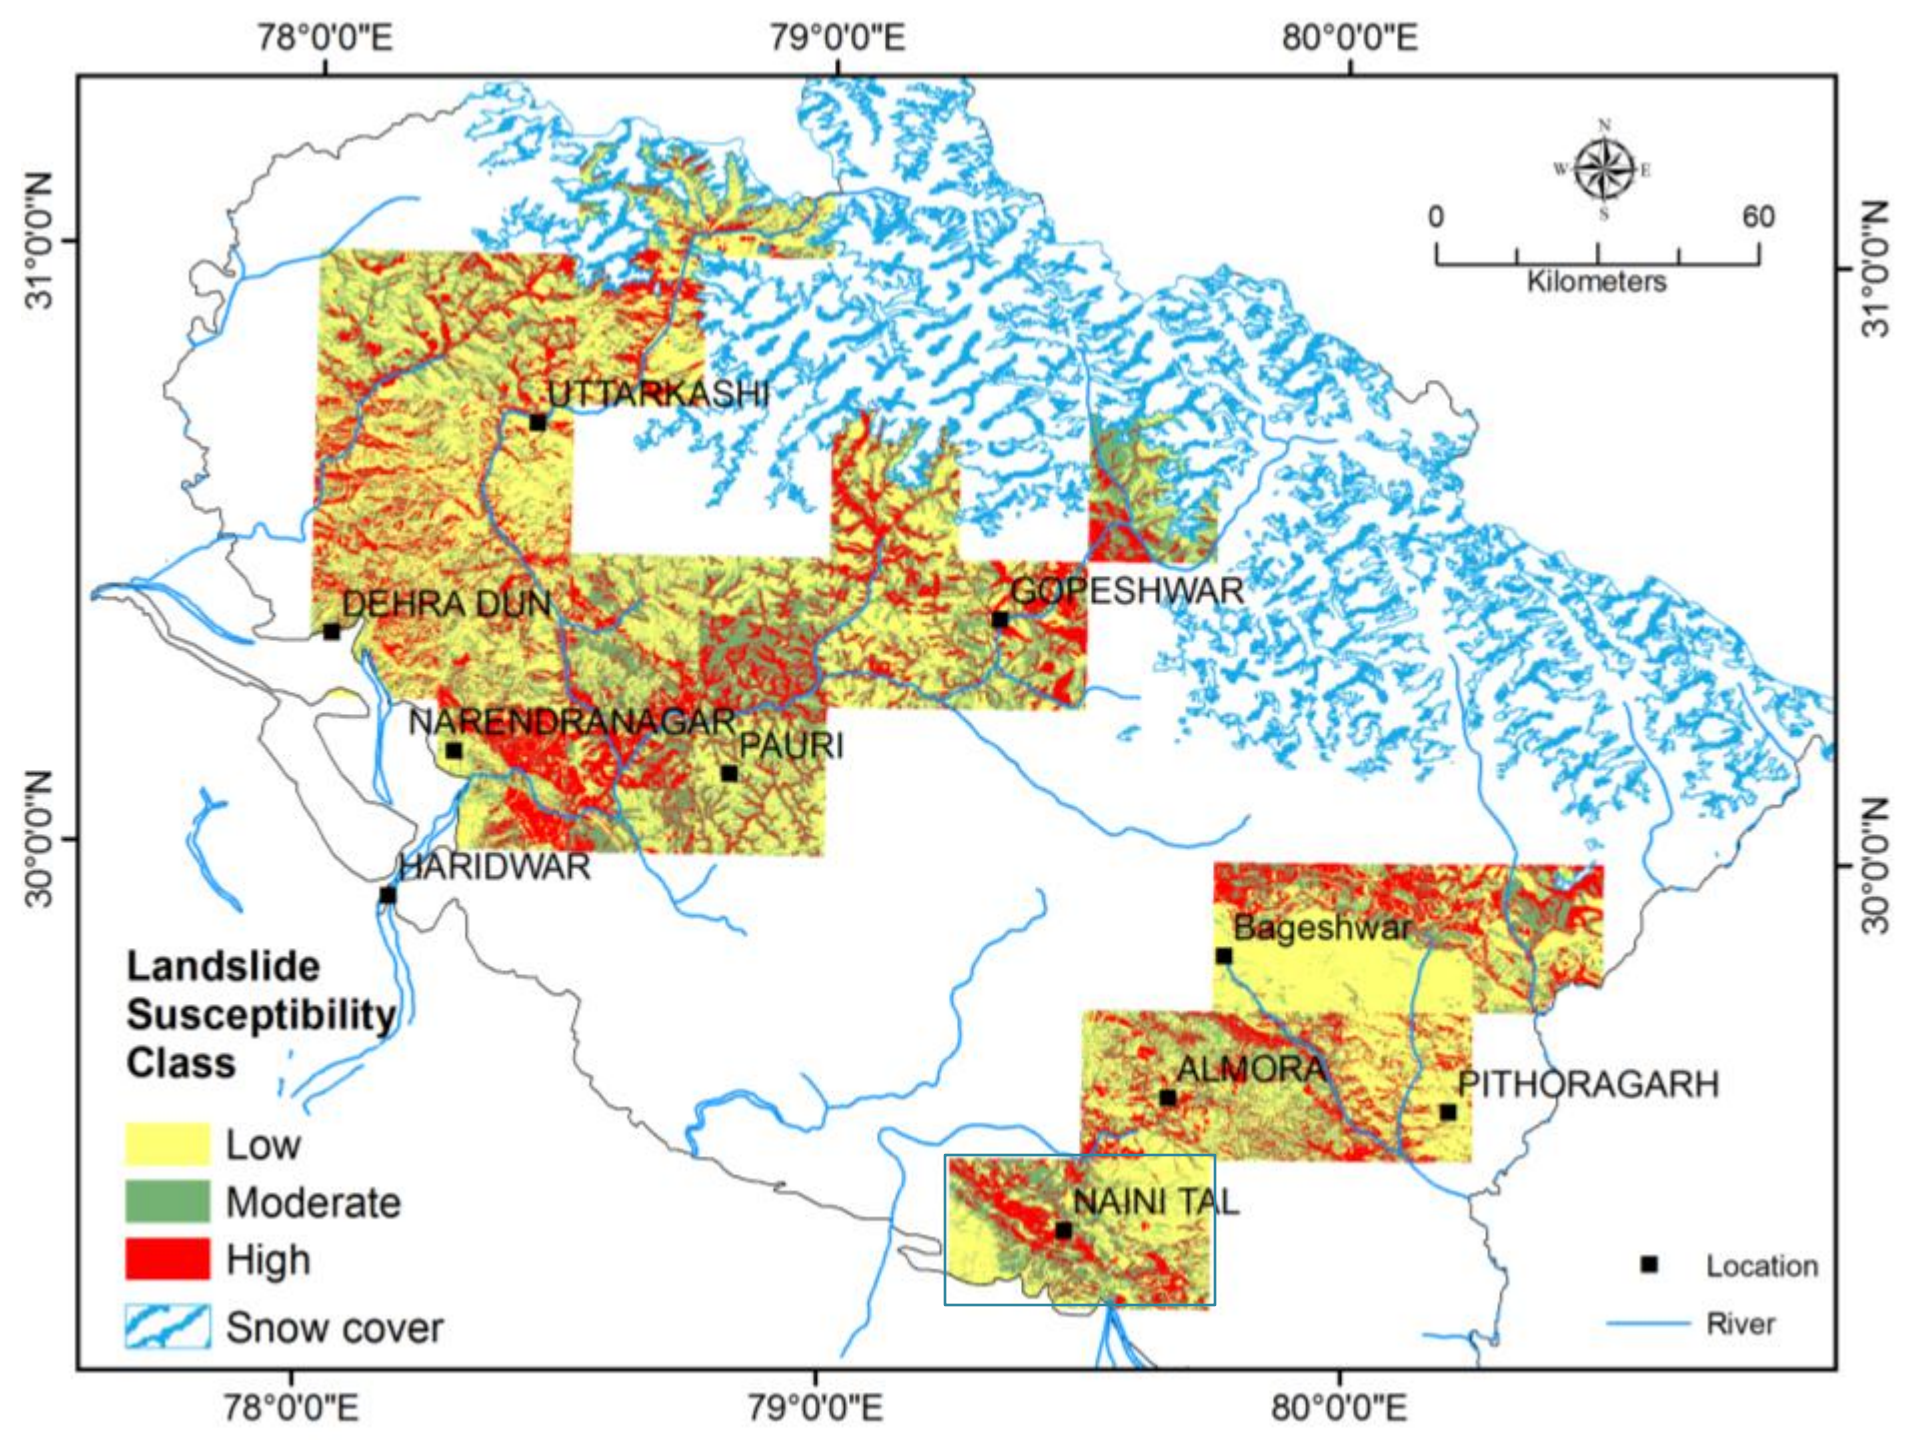 78°0'0"E 79°0'0"E 80°0'0"E
N
W E
S
0 60
Kilometers
31°0'0"N
31°0'0"N
UTTARKASHI
GOPESHWAR
DEHRA DUN
NARENDRANAGAR
PAURI
30°0'0"N
30°0'0"N
HARIDWAR
Bageshwar
Landslide
Susceptibility
Class
ALMORA
PITHORAGARH
Low
Moderate
NAINI TAL
High
Location
Snow cover
River
78°0'0"E 79°0'0"E 80°0'0"E